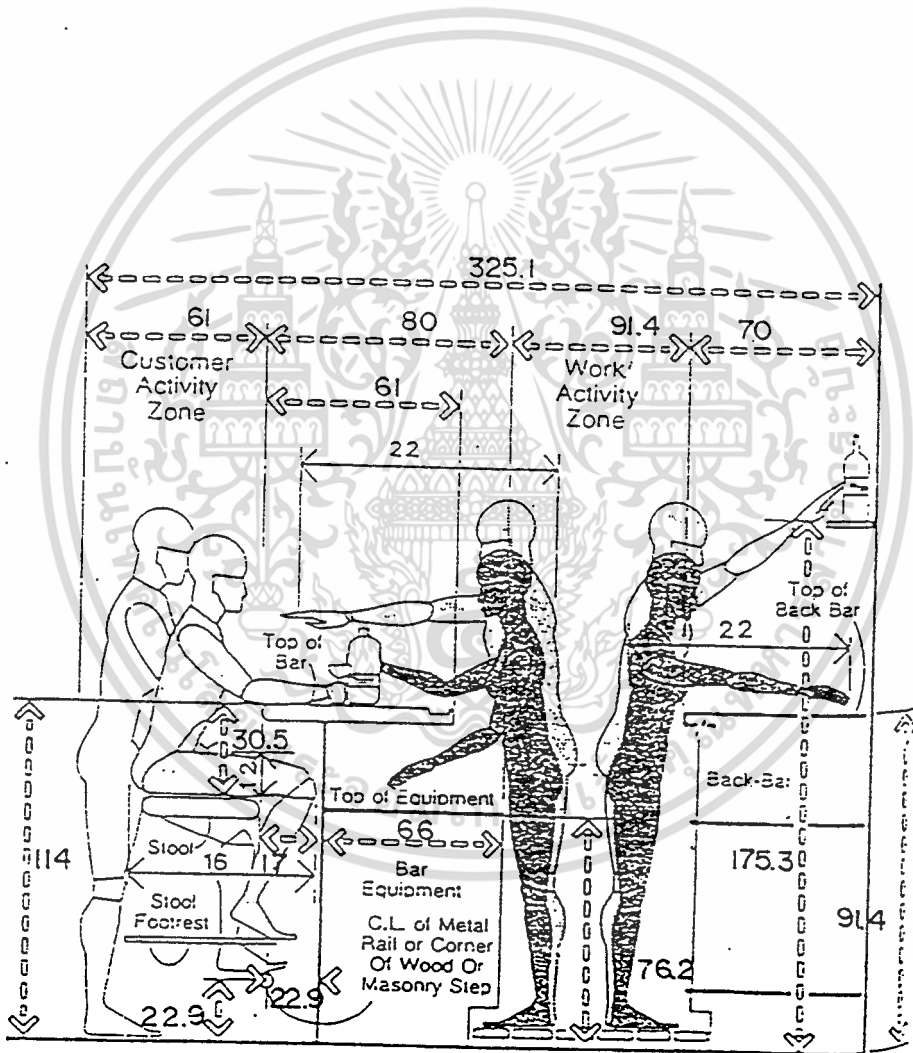 325.1
61
80
91.4
70
Customer
Activity
Zone
Work
Activity
Zone
61
22
Top of
Bar
Top of
Back Bar
22
30.5
12
Top of Equipment
Back-Bar
114
Stool
16
17
66
Bar
Equipment
175.3
Stool
Footrest
C.L. of Metal
Rail or Corner
Of Wood Or
Masonry Step
91.4
76.2
22.9
22.9